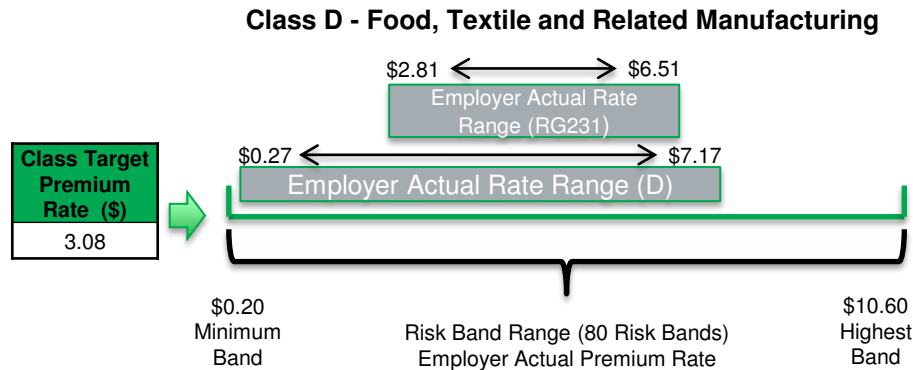 Class D - Food, Textile and Related Manufacturing
$2.81 $6.51
Employer Actual Rate
Range (RG231)
$0.27 $7.17
Employer Actual Rate Range (D)
Class Target
Premium
Rate ($)
3.08
$0.20
Minimum
Band
Risk Band Range (80 Risk Bands)
Employer Actual Premium Rate
$10.60
Highest
Band